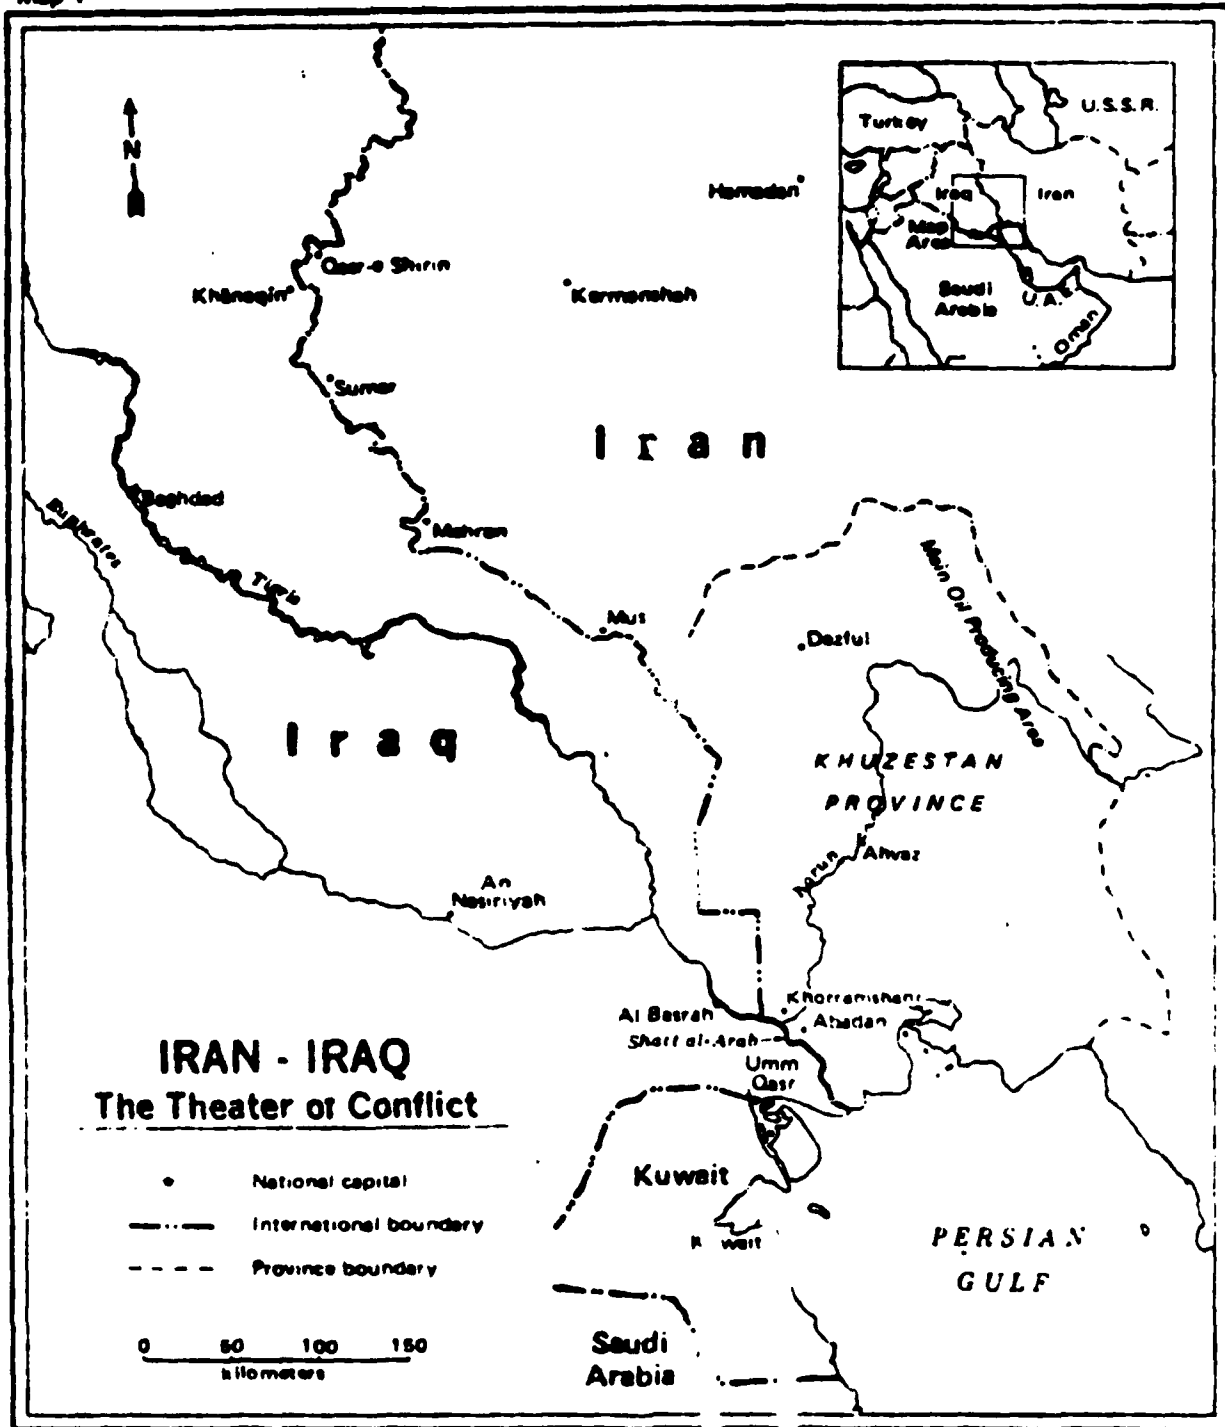 Map
N
Turkey
U.S.S.R.
Iraq
Iran
Map
Area
Saudi
Arabia
U.A.E
Oman
Hamadan
Qasr-e Shirin
Khānaqin
Kermanshah
Sumar
Iran
Baghdad
Euphrates
Mehran
Tigris
Main Oil Producing Area
Mus
Dezful
Iraq
KHUZESTAN
PROVINCE
Ahvaz
Karun
An
Nasiriyah
Khorramshahr
Al Basrah
Abadan
Shatt al-Arab
Umm
Qasr
IRAN - IRAQ
The Theater of Conflict
Kuwait
National capital
International boundary
Province boundary
K wait
PERSIAN
GULF
0 50 100 150
kilometers
Saudi
Arabia